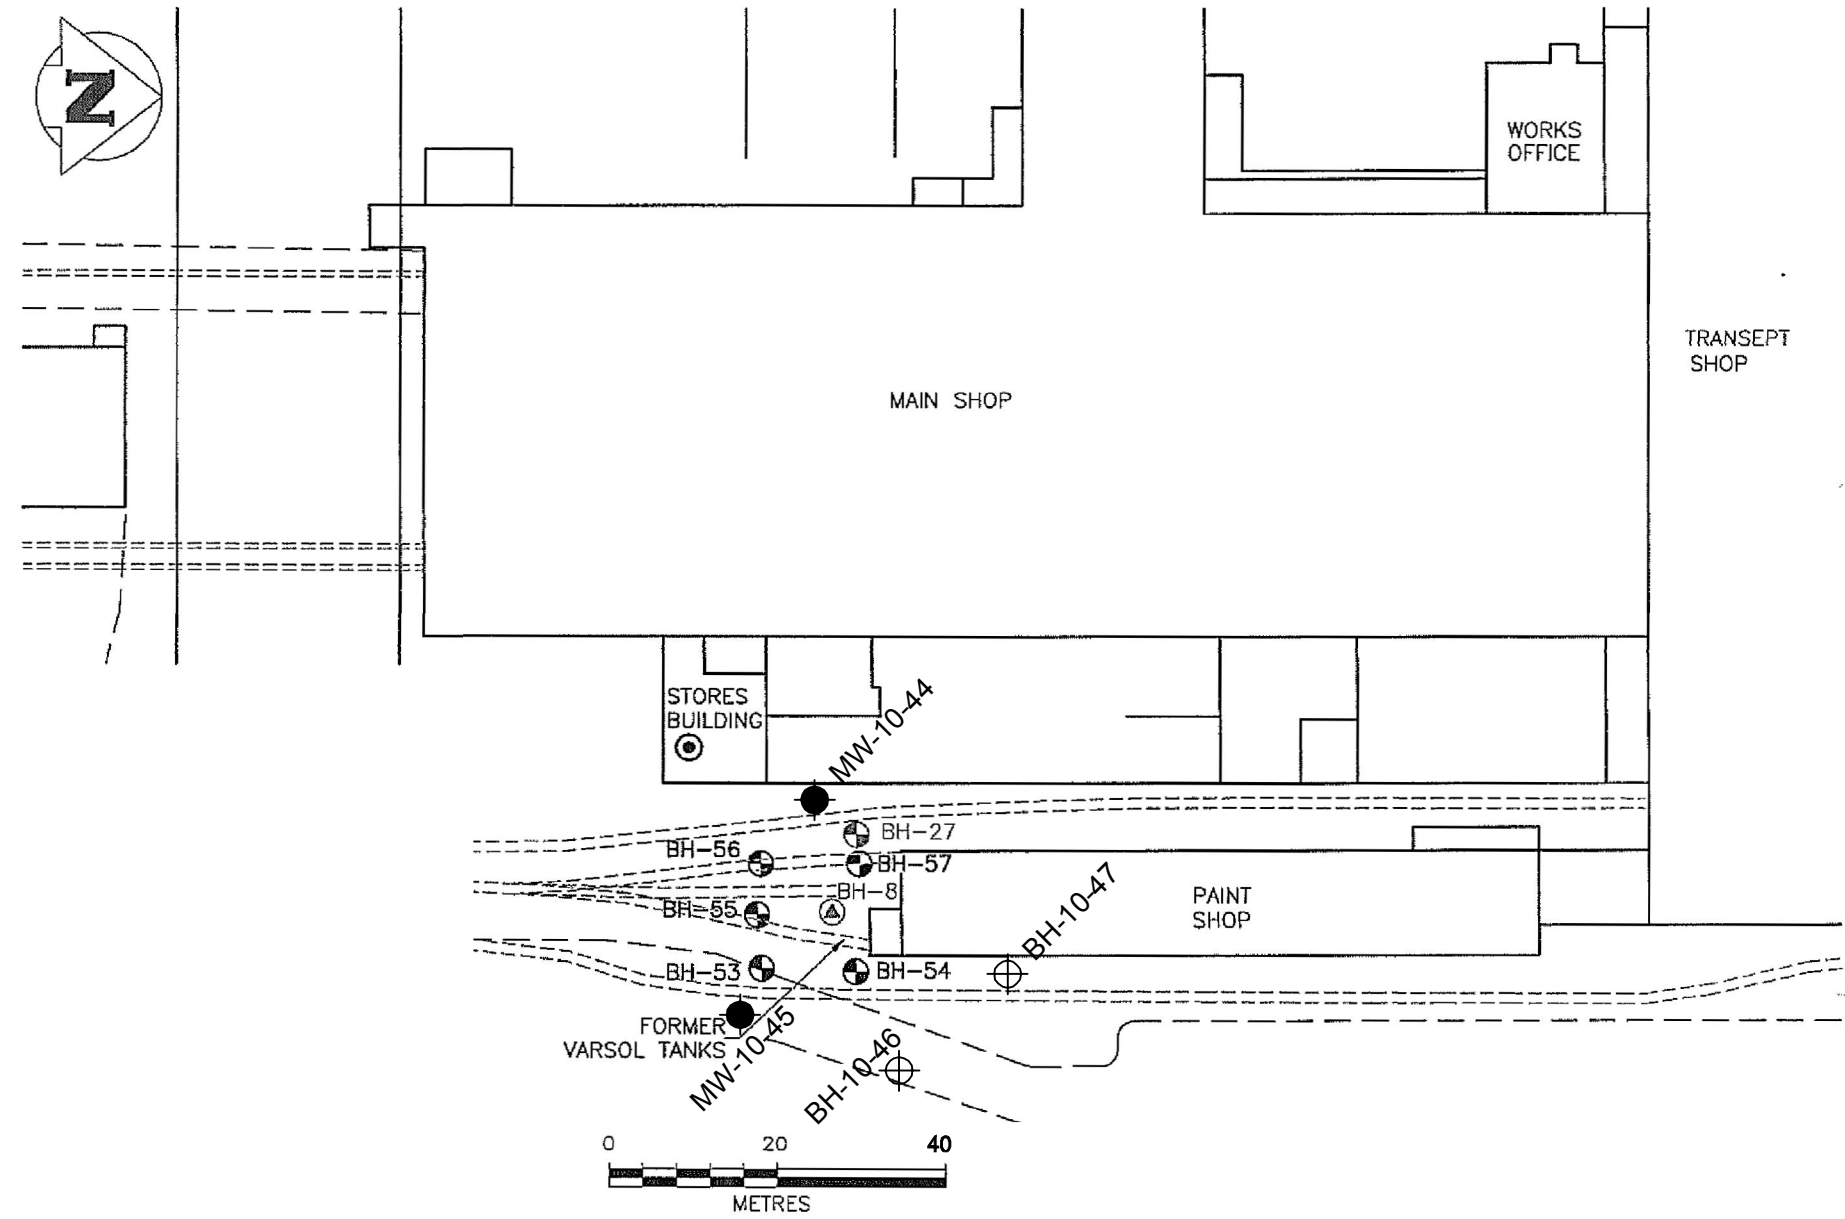 N
WORKS
OFFICE
TRANSEPT
SHOP
MAIN SHOP
STORES
BUILDING
MW-10-44
BH-27
BH-56
BH-57
BH-8
BH-55
PAINT
SHOP
BH-10-47
BH-53
BH-54
FORMER
VARSOL TANKS
MW-10-45
BH-10-46
0 20 40
METRES